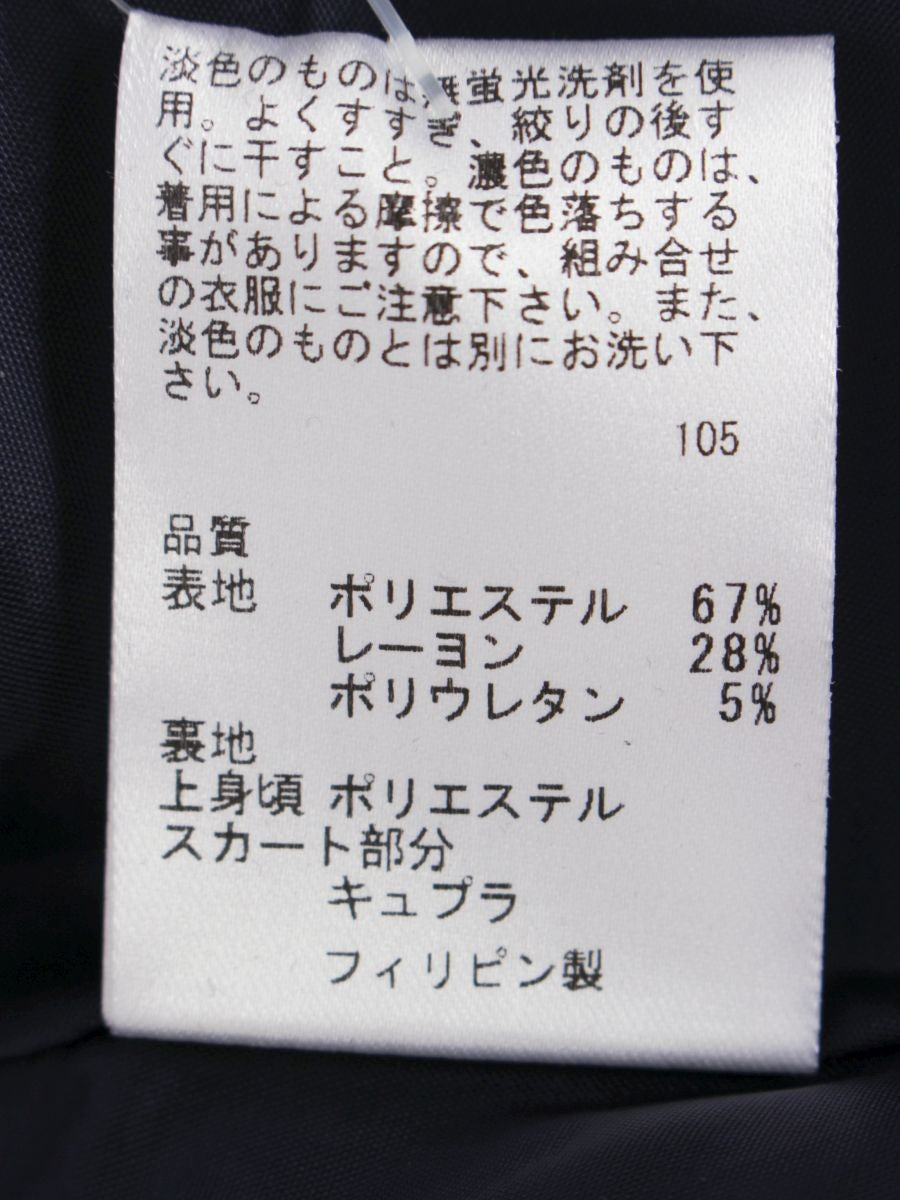 淡色のものは無蛍光洗剤を使
用。よくすすぎ、絞りの後す
ぐに干すこと。濃色のものは、
着用による摩擦で色落ちする
事がありますので、組み合せ
の衣服にご注意下さい。また、
淡色のものとは別にお洗い下
さい。
105
品質
表地 ポリエステル 67%
レーヨン 28%
ポリウレタン 5%
裏地
上身頃 ポリエステル
スカート部分
キュプラ
フィリピン製